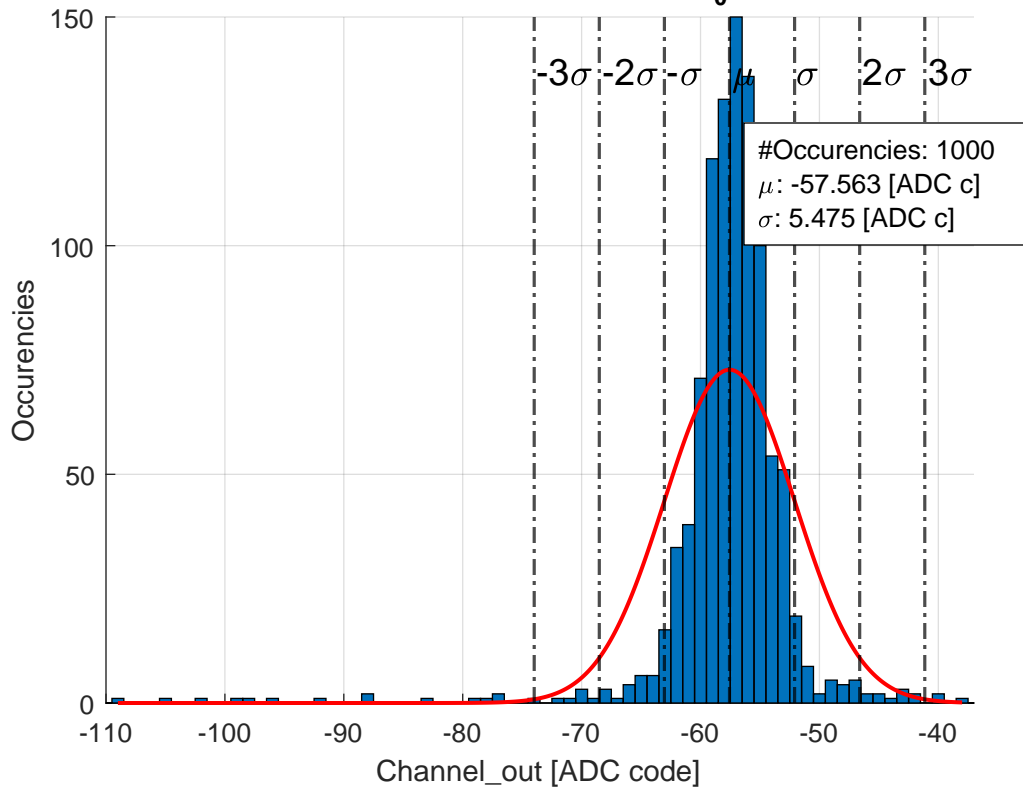 0
150
100
50
0
-3σ -2σ -σ μ σ 2σ 3σ
#Occurencies: 1000
μ: -57.563 [ADC c]
σ: 5.475 [ADC c]
Occurencies
-110 -100 -90 -80 -70 -60 -50 -40
Channel_out [ADC code]